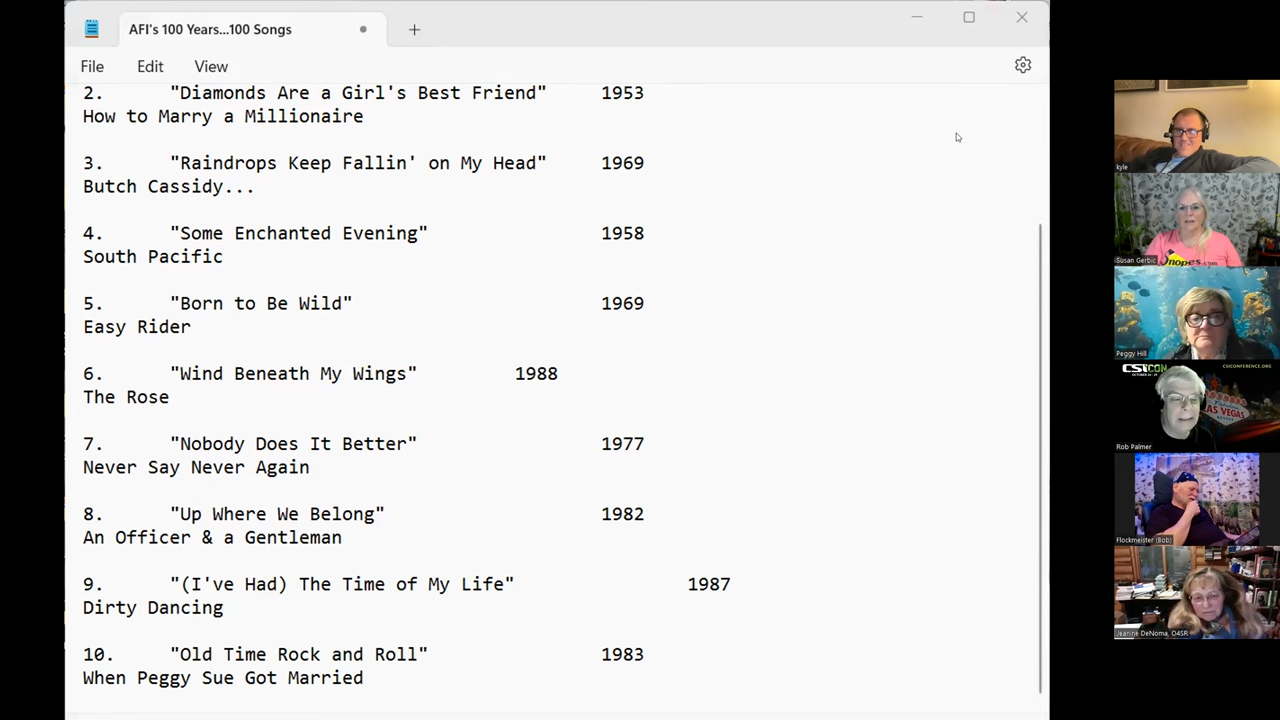 AFI's 100 Years...100 Songs
File Edit View
2. "Diamonds Are a Girl's Best Friend" 1953
How to Marry a Millionaire
3. "Raindrops Keep Fallin' on My Head" 1969
Butch Cassidy...
4. "Some Enchanted Evening" 1958
South Pacific
5. "Born to Be Wild" 1969
Easy Rider
6. "Wind Beneath My Wings" 1988
The Rose
7. "Nobody Does It Better" 1977
Never Say Never Again
8. "Up Where We Belong" 1982
An Officer & a Gentleman
9. "(I've Had) The Time of My Life" 1987
Dirty Dancing
10. "Old Time Rock and Roll" 1983
When Peggy Sue Got Married
kyle
nopes.com
Susan Gerbic
Peggy Hill
CSICON
CSICONFERENCE.ORG
LAS VEGAS
Rob Palmer
Flockmeister (Bob)
Jeanine DeNoma, O4SR